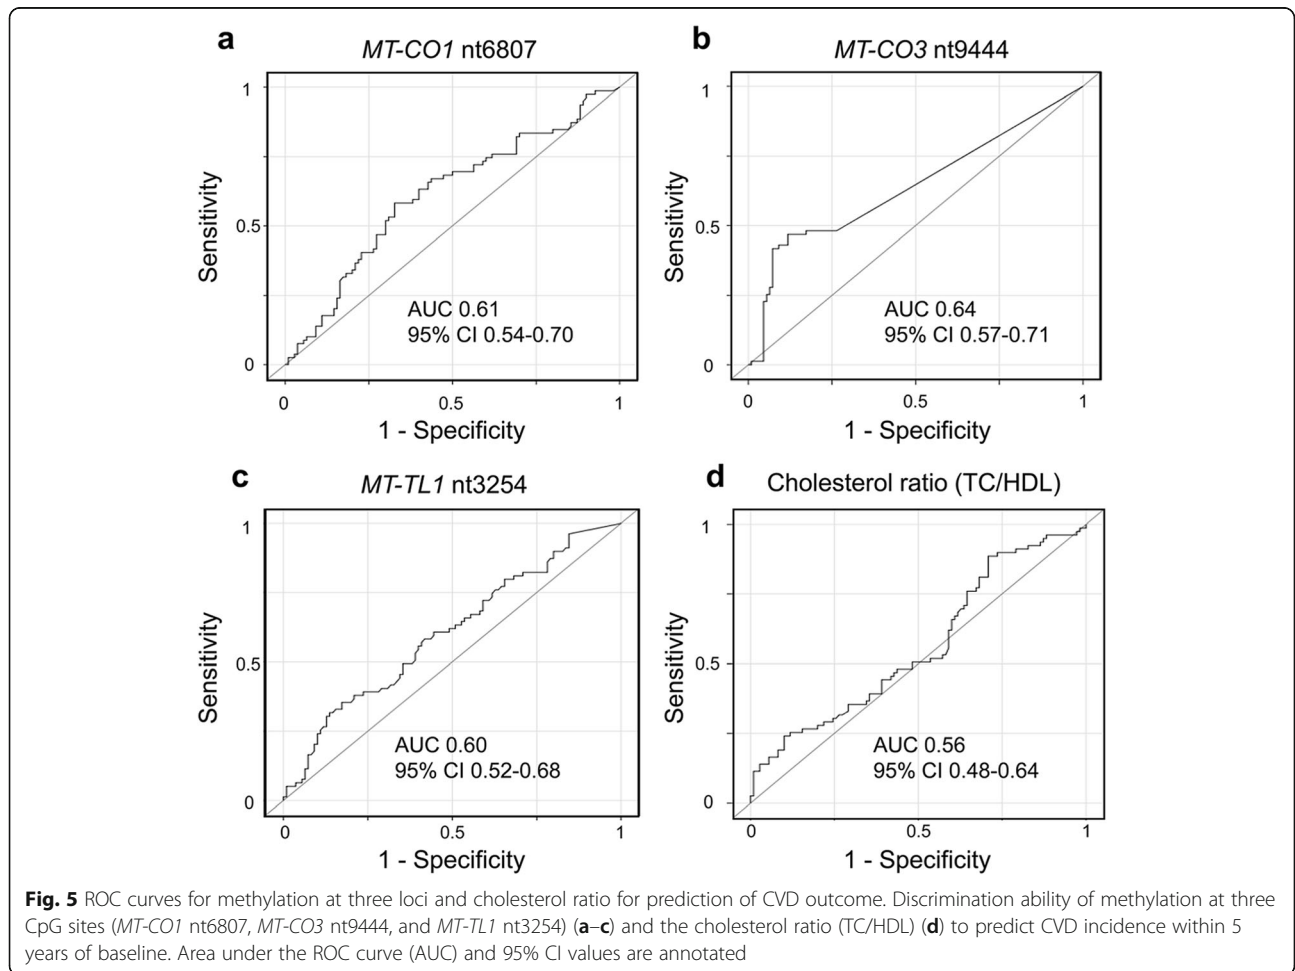 a
MT-CO1 nt6807
1
0.5
0
Sensitivity
AUC 0.61
95% CI 0.54-0.70
0 0.5 1
1 - Specificity
b
MT-CO3 nt9444
1
0.5
0
Sensitivity
AUC 0.64
95% CI 0.57-0.71
0 0.5 1
1 - Specificity
c
MT-TL1 nt3254
1
0.5
0
Sensitivity
AUC 0.60
95% CI 0.52-0.68
0 0.5 1
1 - Specificity
d
Cholesterol ratio (TC/HDL)
1
0.5
0
Sensitivity
AUC 0.56
95% CI 0.48-0.64
0 0.5 1
1 - Specificity
Fig. 5 ROC curves for methylation at three loci and cholesterol ratio for prediction of CVD outcome. Discrimination ability of methylation at three
CpG sites (MT-CO1 nt6807, MT-CO3 nt9444, and MT-TL1 nt3254) (a–c) and the cholesterol ratio (TC/HDL) (d) to predict CVD incidence within 5
years of baseline. Area under the ROC curve (AUC) and 95% CI values are annotated